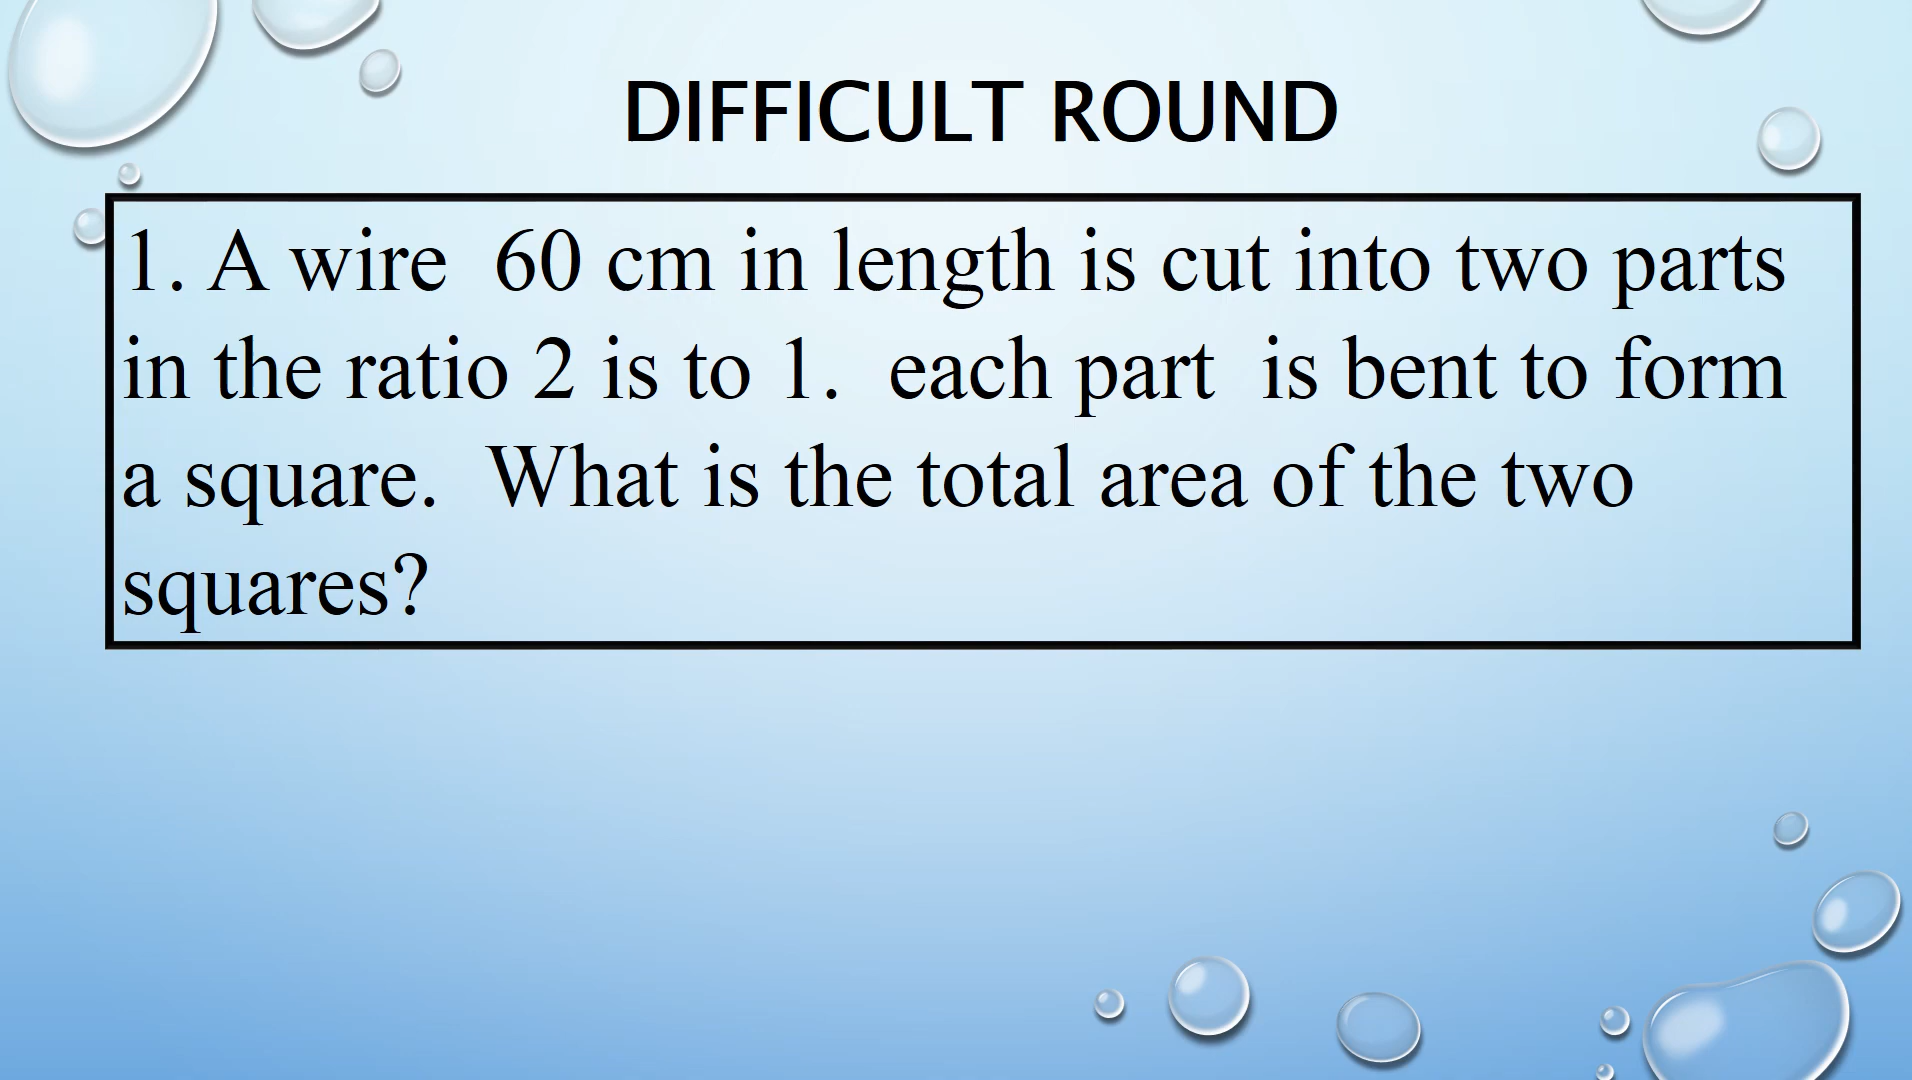 DIFFICULT ROUND
1. A wire  60 cm in length is cut into two parts
in the ratio 2 is to 1.  each part  is bent to form
a square.  What is the total area of the two
squares?